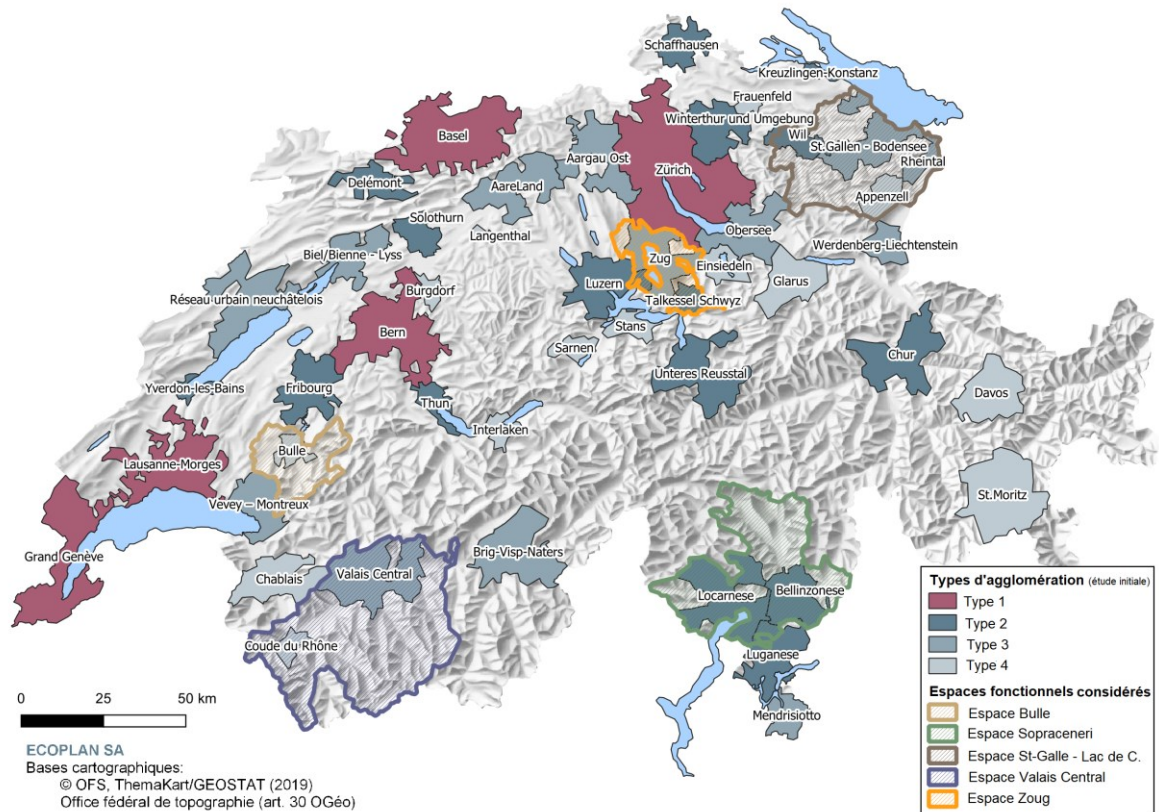 Schaffhausen
Kreuzlingen-Konstanz
Frauenfeld
Winterthur und Umgebung
Basel
Wil
St.Gallen - Bodensee
Aargau Ost
Rheintal
Zürich
Delémont
AareLand
Appenzell
Solothurn
Obersee
Langenthal
Werdenberg-Liechtenstein
Biel/Bienne - Lyss
Zug
Einsiedeln
Luzern
Glarus
Burgdorf
Réseau urbain neuchâtelois
Talkessel Schwyz
Stans
Bern
Sarnen
Chur
Unteres Reusstal
Yverdon-les-Bains
Fribourg
Davos
Thun
Interlaken
Bulle
Lausanne-Morges
St.Moritz
Vevey – Montreux
Grand Genève
Brig-Visp-Naters
Chablais
Valais Central
Locarnese
Bellinzonese
Coude du Rhône
Luganese
Mendrisiotto
0 25 50 km
ECOPLAN SA
Bases cartographiques:
© OFS, ThemaKart/GEOSTAT (2019)
Office fédéral de topographie (art. 30 OGéo)
Types d'agglomération (étude initiale)
Type 1
Type 2
Type 3
Type 4
Espaces fonctionnels considérés
Espace Bulle
Espace Sopraceneri
Espace St-Galle - Lac de C.
Espace Valais Central
Espace Zoug